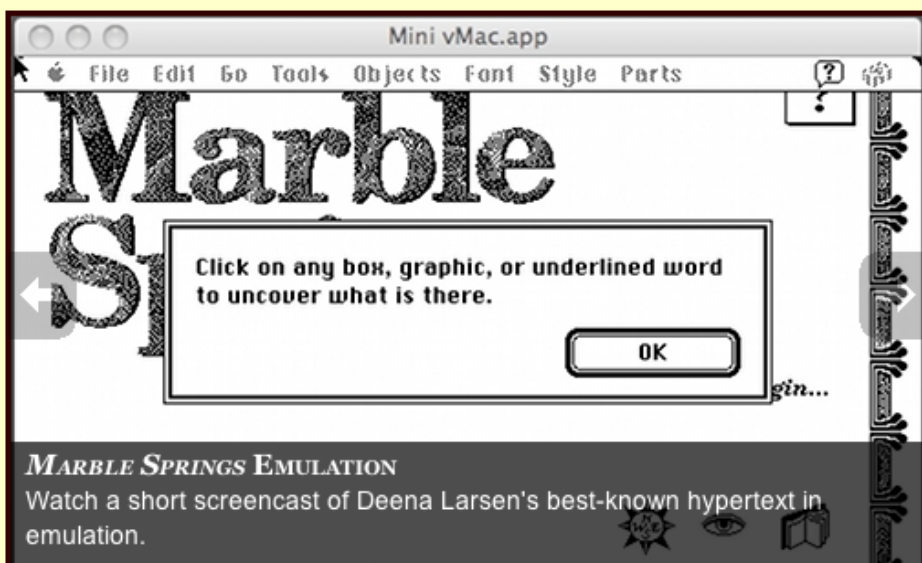 Mini vMac.app
File Edit Go Tools Objects Font Style Parts ?
?
Marble
Sp
Click on any box, graphic, or underlined word
to uncover what is there.
OK
gin...
MARBLE SPRINGS EMULATION
Watch a short screencast of Deena Larsen's best-known hypertext in
emulation.
N
W E
S